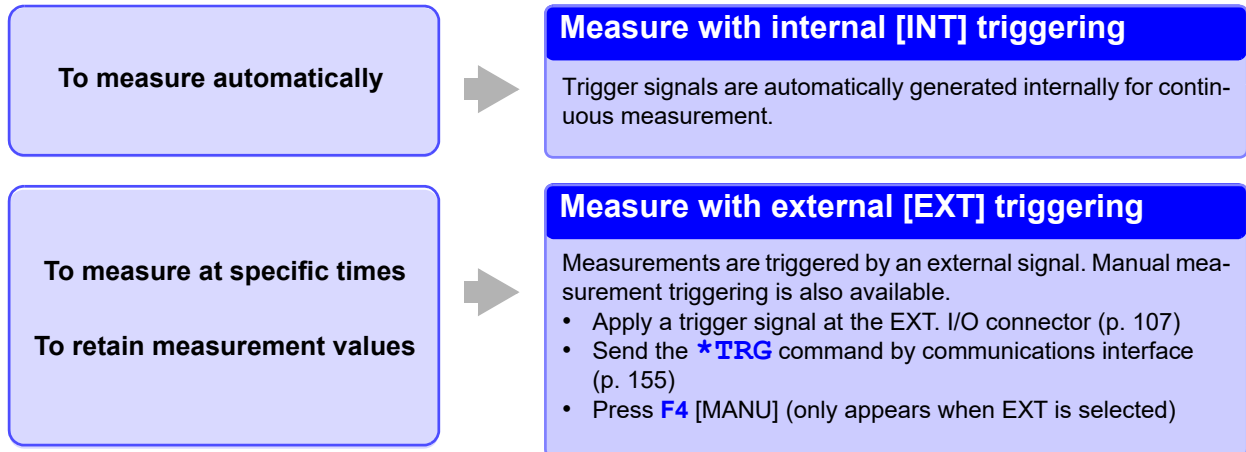 To measure automatically
Measure with internal [INT] triggering
Trigger signals are automatically generated internally for contin-
uous measurement.
To measure at specific times
To retain measurement values
Measure with external [EXT] triggering
Measurements are triggered by an external signal. Manual mea-
surement triggering is also available.
• Apply a trigger signal at the EXT. I/O connector (p. 107)
• Send the *TRG command by communications interface
(p. 155)
• Press F4 [MANU] (only appears when EXT is selected)